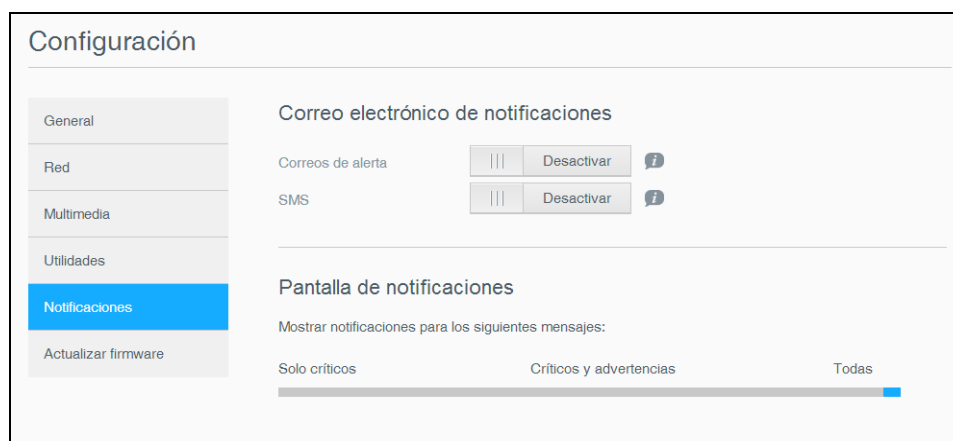 Configuración
General
Red
Multimedia
Utilidades
Notificaciones
Actualizar firmware
Correo electrónico de notificaciones
Correos de alerta Desactivar i
SMS Desactivar i
Pantalla de notificaciones
Mostrar notificaciones para los siguientes mensajes:
Solo críticos Críticos y advertencias Todas